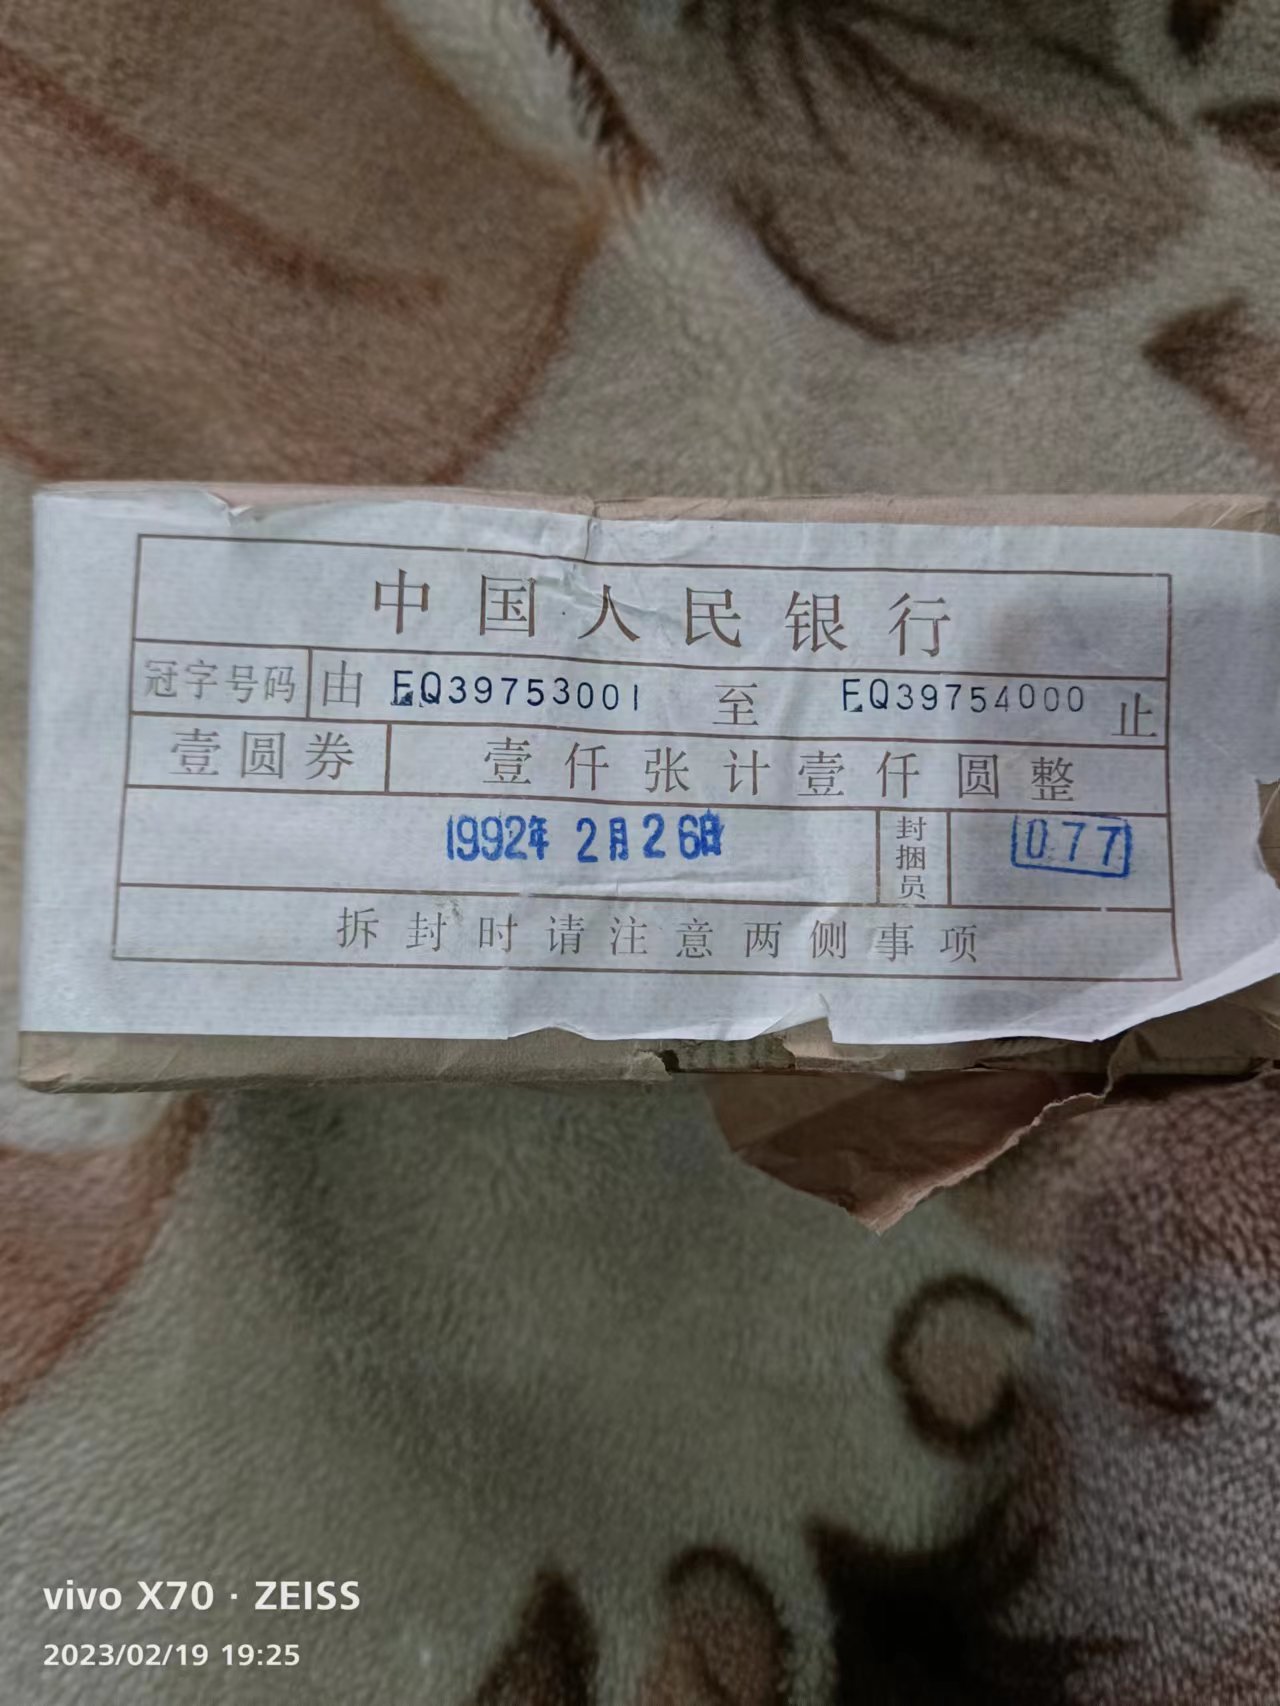 中国人民银行
冠字号码 由 EQ39753001 至 EQ39754000 止
壹圆券 壹仟张计壹仟圆整
1992年 2月26日 封捆员 077
拆封时请注意两侧事项
vivo X70 · ZEISS
2023/02/19 19:25